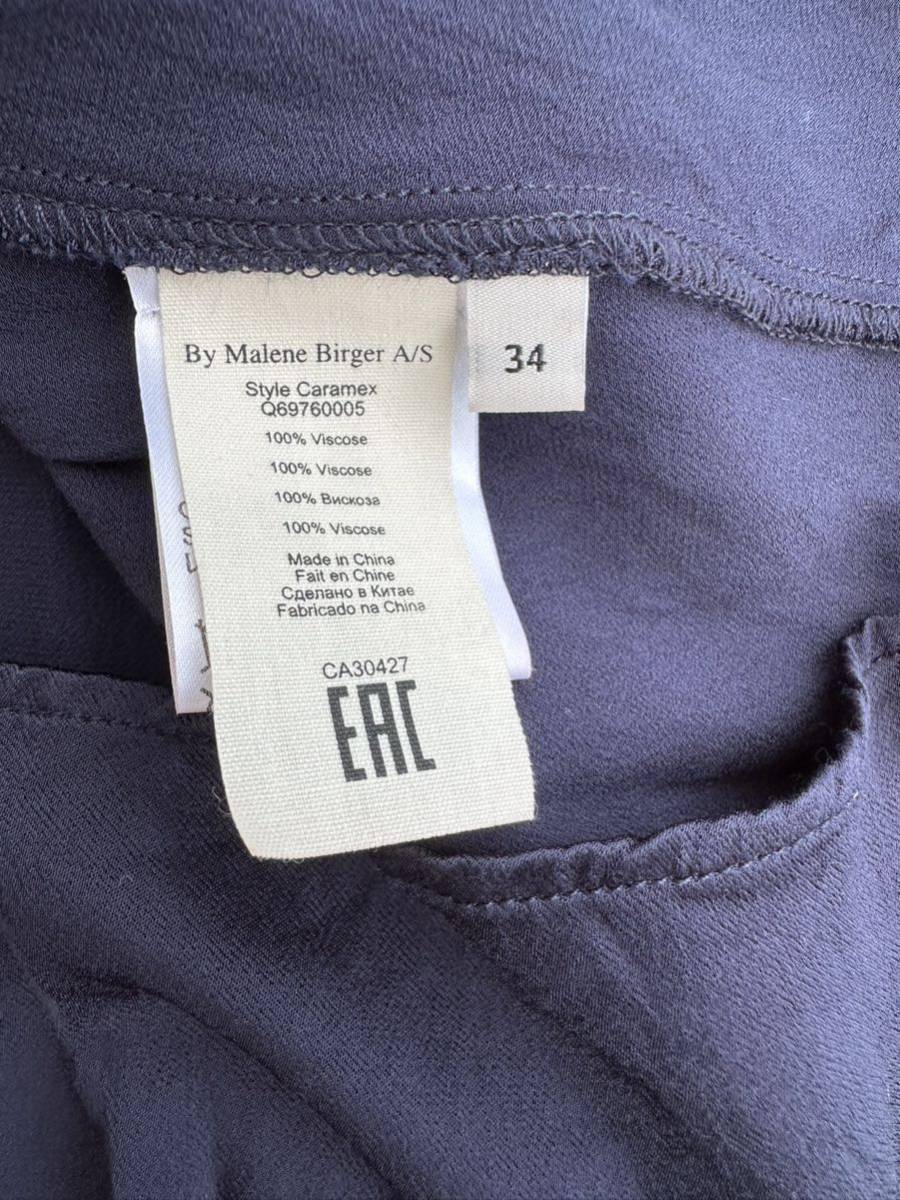 By Malene Birger A/S
34
Style Caramex
Q69760005
100% Viscose
100% Viscose
100% Вискоза
100% Viscose
Made in China
Fait en Chine
Сделано в Китае
Fabricado na China
CA30427
EAC